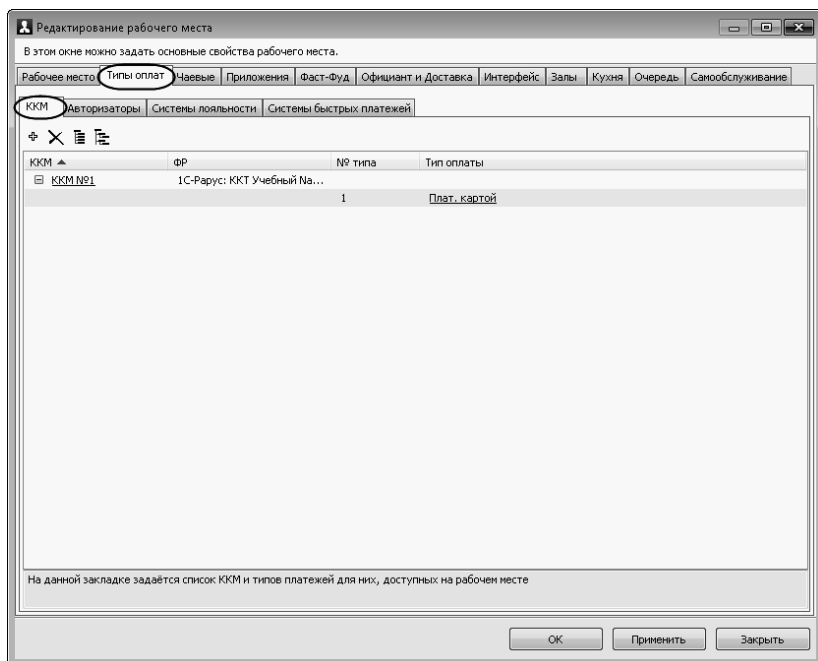 Редактирование рабочего места
В этом окне можно задать основные свойства рабочего места.
Рабочее место Типы оплат Чаевые Приложения Фаст-Фуд Официант и Доставка Интерфейс Залы Кухня Очередь Самообслуживание
ККМ Авторизаторы Системы лояльности Системы быстрых платежей
ККМ ФР № типа Тип оплаты
ККМ №1 1С-Рарус: ККТ Учебный Na...
1 Плат. картой
На данной закладке задаётся список ККМ и типов платежей для них, доступных на рабочем месте
ОК Применить Закрыть